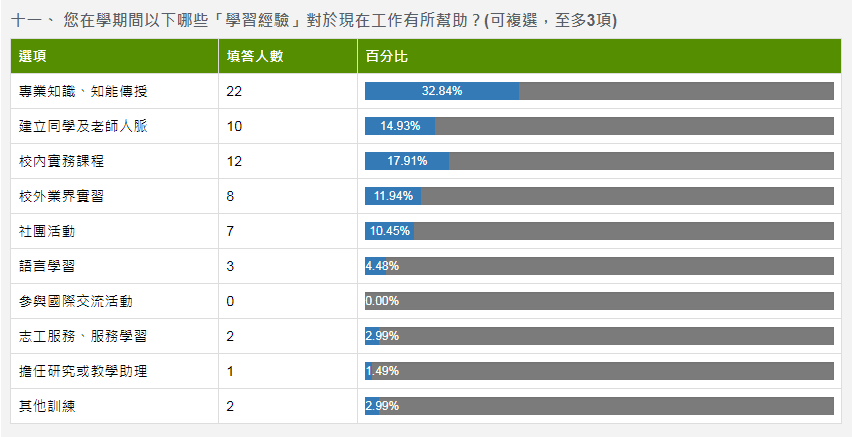 十一、 您在學期間以下哪些「學習經驗」對於現在工作有所幫助？(可複選，至多3項)
選項 填答人數 百分比
專業知識、知能傳授 22 32.84%
建立同學及老師人脈 10 14.93%
校內實務課程 12 17.91%
校外業界實習 8 11.94%
社團活動 7 10.45%
語言學習 3 4.48%
參與國際交流活動 0 0.00%
志工服務、服務學習 2 2.99%
擔任研究或教學助理 1 1.49%
其他訓練 2 2.99%